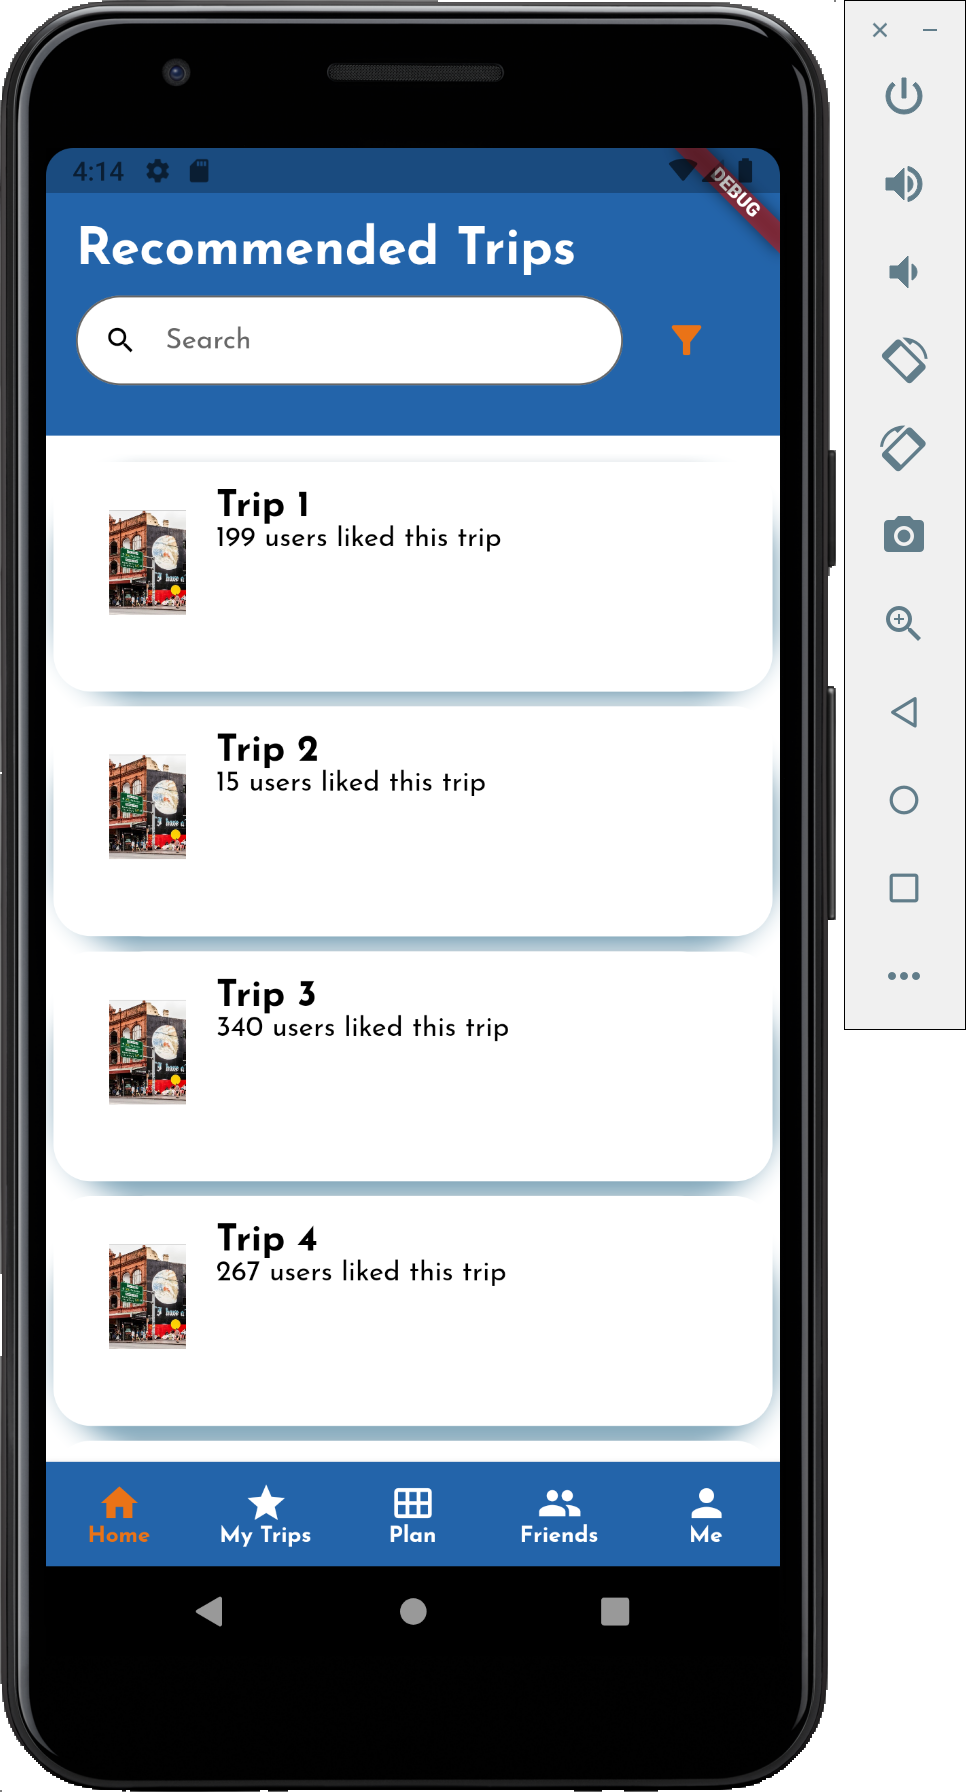 4:14
DEBUG
Recommended Trips
Search
Trip 1
199 users liked this trip
Trip 2
15 users liked this trip
Trip 3
340 users liked this trip
Trip 4
267 users liked this trip
Home
My Trips
Plan
Friends
Me